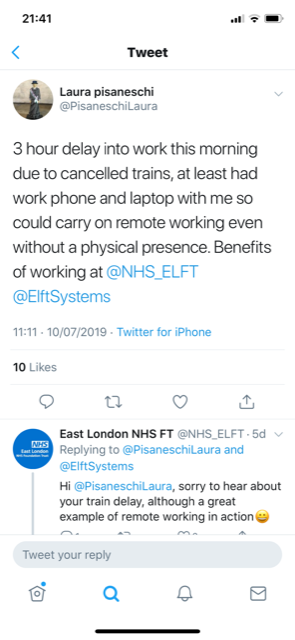 21:41
Tweet
Laura pisaneschi
@PisaneschiLaura
3 hour delay into work this morning
due to cancelled trains, at least had
work phone and laptop with me so
could carry on remote working even
without a physical presence. Benefits
of working at @NHS_ELFT
@ElftSystems
11:11 · 10/07/2019 · Twitter for iPhone
10 Likes
NHS
East London
NHS Foundation Trust
East London NHS FT @NHS_ELFT · 5d
Replying to @PisaneschiLaura and
@ElftSystems
Hi @PisaneschiLaura, sorry to hear about
your train delay, although a great
example of remote working in action😄
Tweet your reply